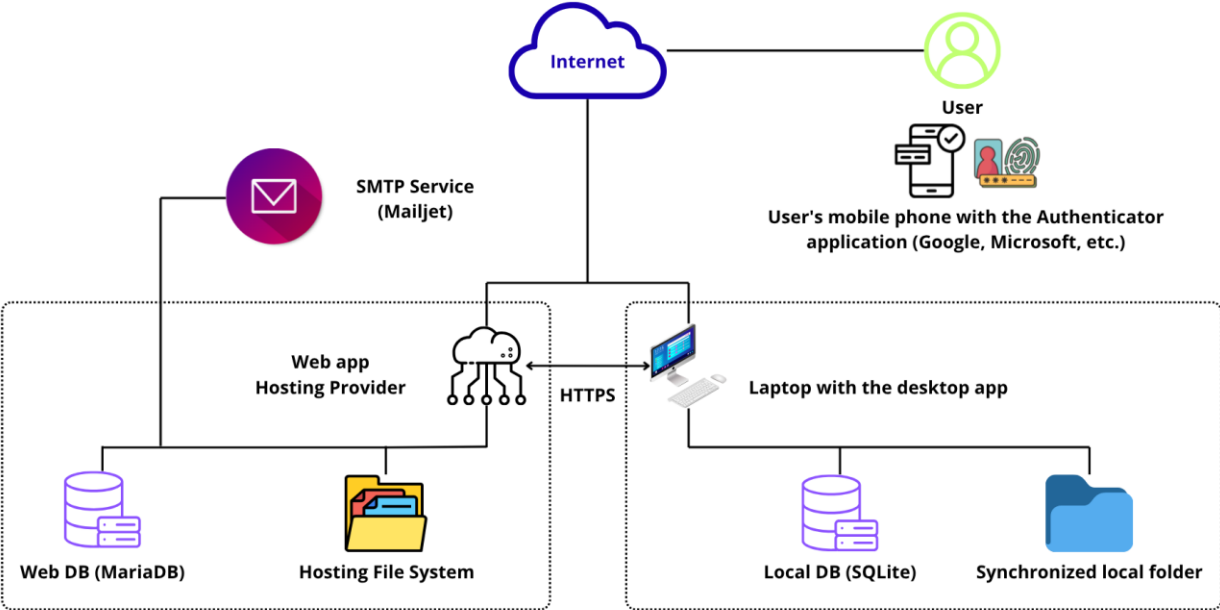 Internet
User
SMTP Service
(Mailjet)
User's mobile phone with the Authenticator
application (Google, Microsoft, etc.)
Web app
Hosting Provider
HTTPS
Laptop with the desktop app
Web DB (MariaDB)
Hosting File System
Local DB (SQLite)
Synchronized local folder